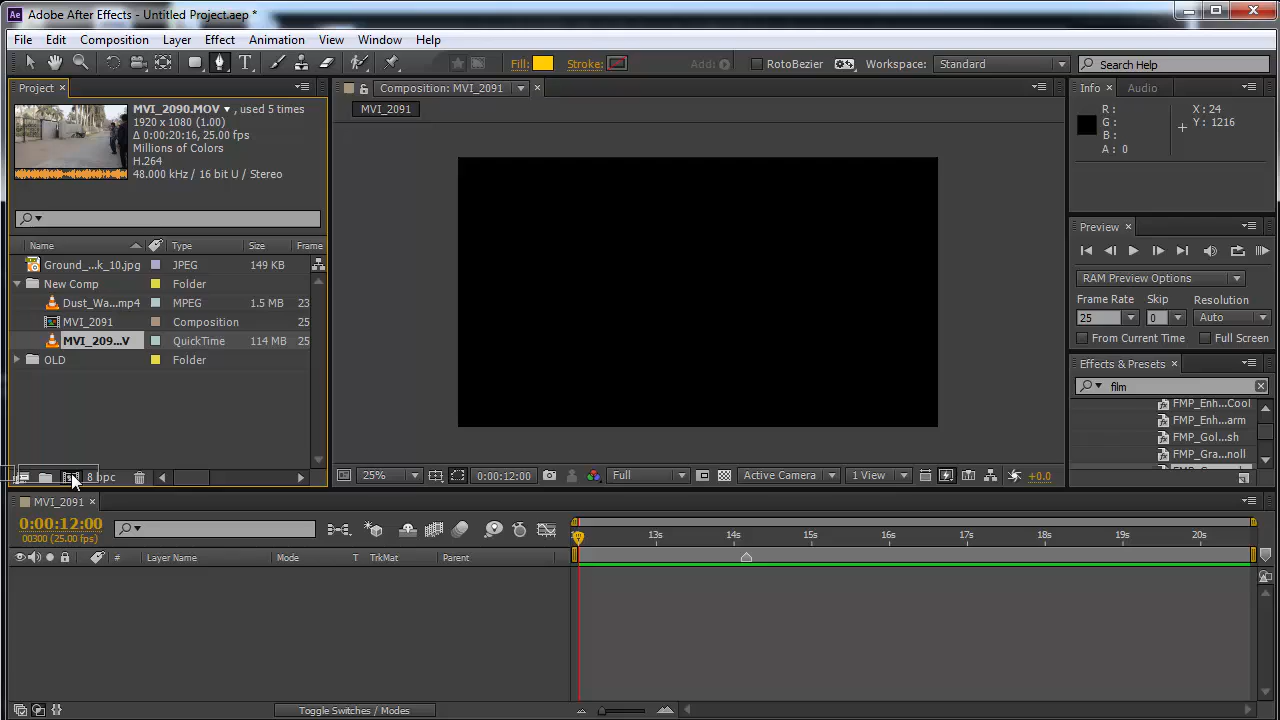 Ae Adobe After Effects - Untitled Project.aep *
File Edit Composition Layer Effect Animation View Window Help
T Fill: Stroke: Add: RotoBezier Workspace: Standard Search Help
Project
MVI_2090.MOV , used 5 times
1920 x 1080 (1.00)
Δ 0:00:20:16, 25.00 fps
Millions of Colors
H.264
48.000 kHz / 16 bit U / Stereo
Name Type Size Frame
Ground_...k_10.jpg JPEG 149 KB
New Comp Folder
Dust_Wa...mp4 MPEG 1.5 MB 23
MVI_2091 Composition 25
MVI_209...V QuickTime 114 MB 25
OLD Folder
8 bpc
Composition: MVI_2091
MVI_2091
25% 0:00:12:00 Full Active Camera 1 View +0.0
Info Audio
R : X : 24
G : Y : 1216
B :
A : 0
Preview
RAM Preview Options
Frame Rate Skip Resolution
25 0 Auto
From Current Time Full Screen
Effects & Presets
film
FMP_Enh...Cool
FMP_Enh...arm
FMP_Gol...sh
FMP_Gra...noll
MVI_2091
0:00:12:00
00300 (25.00 fps)
# Layer Name Mode T TrkMat Parent
13s 14s 15s 16s 17s 18s 19s 20s
Toggle Switches / Modes